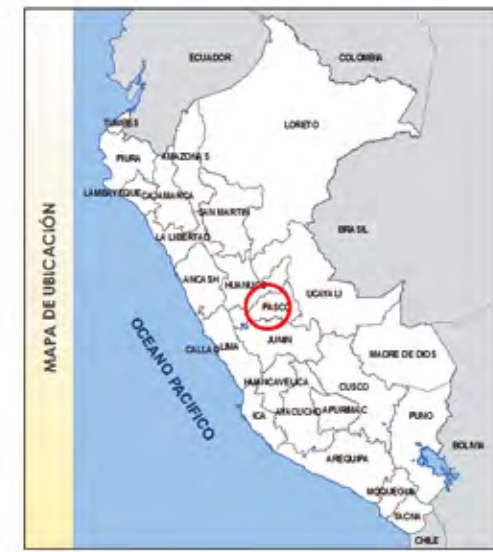 MAPA DE UBICACIÓN
ECUADOR
COLOMBIA
TUMBES
LORETO
PIURA
AMAZONAS
LAMBAYEQUE
CAJAMARCA
SAN MARTIN
BRASIL
LA LIBERTAD
ANCASH
HUANUCO
UCAYALI
PASCO
OCEANO PACIFICO
CALLAO
LIMA
JUNIN
MADRE DE DIOS
HUANCAVELICA
CUSCO
ICA
AYACUCHO
APURIMAC
PUNO
AREQUIPA
BOLIVIA
MOQUEGUA
TACNA
CHILE